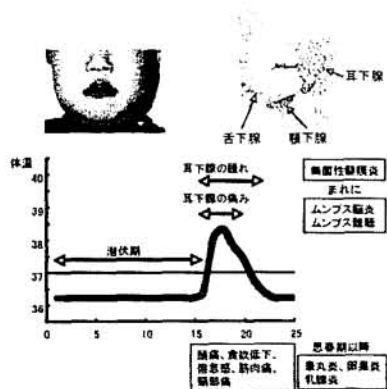 耳下腺
舌下腺
顎下腺
体温
耳下腺の腫れ
耳下腺の痛み
無菌性髄膜炎
まれに
ムンプス脳炎
ムンプス難聴
潜伏期
40
39
38
37
36
0
5
10
15
20
25
頭痛、食欲低下、
倦怠感、筋肉痛、
頸部痛
思春期以降
睾丸炎、卵巣炎
乳腺炎